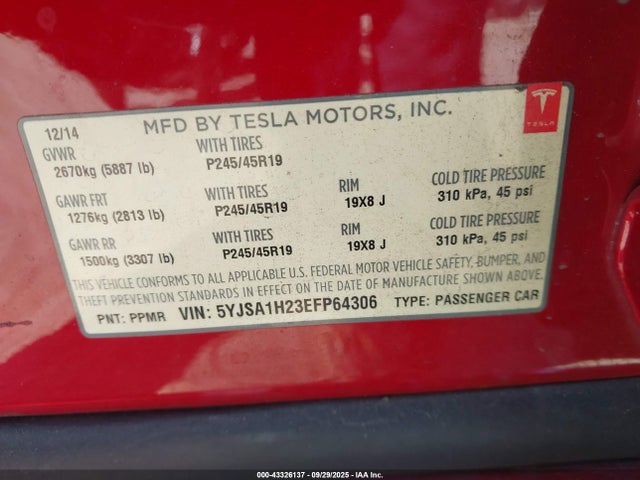 12/14 MFD BY TESLA MOTORS, INC.
TESLA
GVWR WITH TIRES
2670kg (5887 lb) P245/45R19
GAWR FRT WITH TIRES RIM COLD TIRE PRESSURE
1276kg (2813 lb) P245/45R19 19X8 J 310 kPa, 45 psi
GAWR RR WITH TIRES RIM COLD TIRE PRESSURE
1500kg (3307 lb) P245/45R19 19X8 J 310 kPa, 45 psi
THIS VEHICLE CONFORMS TO ALL APPLICABLE U.S. FEDERAL MOTOR VEHICLE SAFETY, BUMPER, AND
THEFT PREVENTION STANDARDS IN EFFECT ON THE DATE OF MANUFACTURE SHOWN ABOVE.
PNT: PPMR VIN: 5YJSA1H23EFP64306 TYPE: PASSENGER CAR
000-43326137 - 09/29/2025 - IAA Inc.